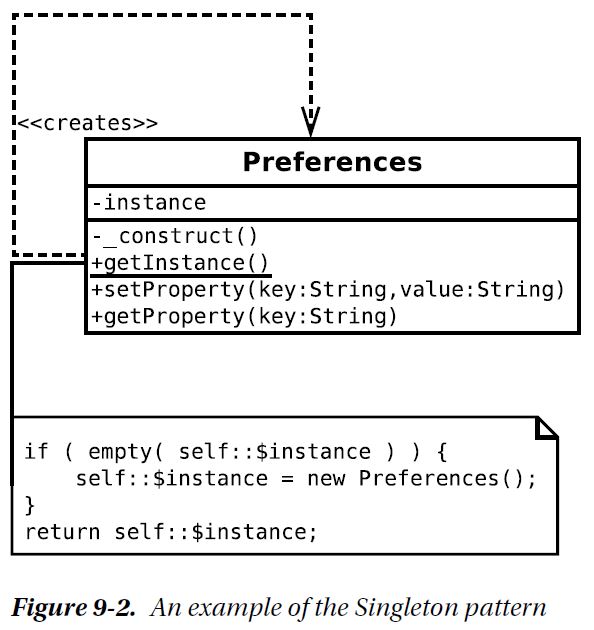 <<creates>>
Preferences
-instance
-_construct()
+getInstance()
+setProperty(key:String,value:String)
+getProperty(key:String)
if ( empty( self::$instance ) ) {
    self::$instance = new Preferences();
}
return self::$instance;
Figure 9-2. An example of the Singleton pattern